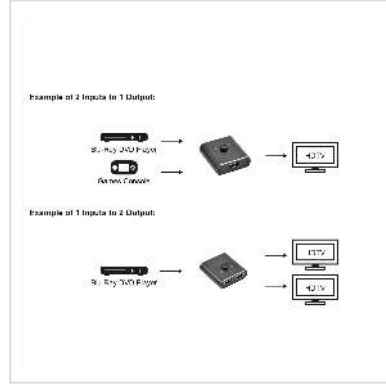 Example of 2 Inputs to 1 Output:
Blu-Ray DVD Player
HDTV
Games Console
Example of 1 Inputs to 2 Output:
HDTV
Blu-Ray DVD Player
HDTV